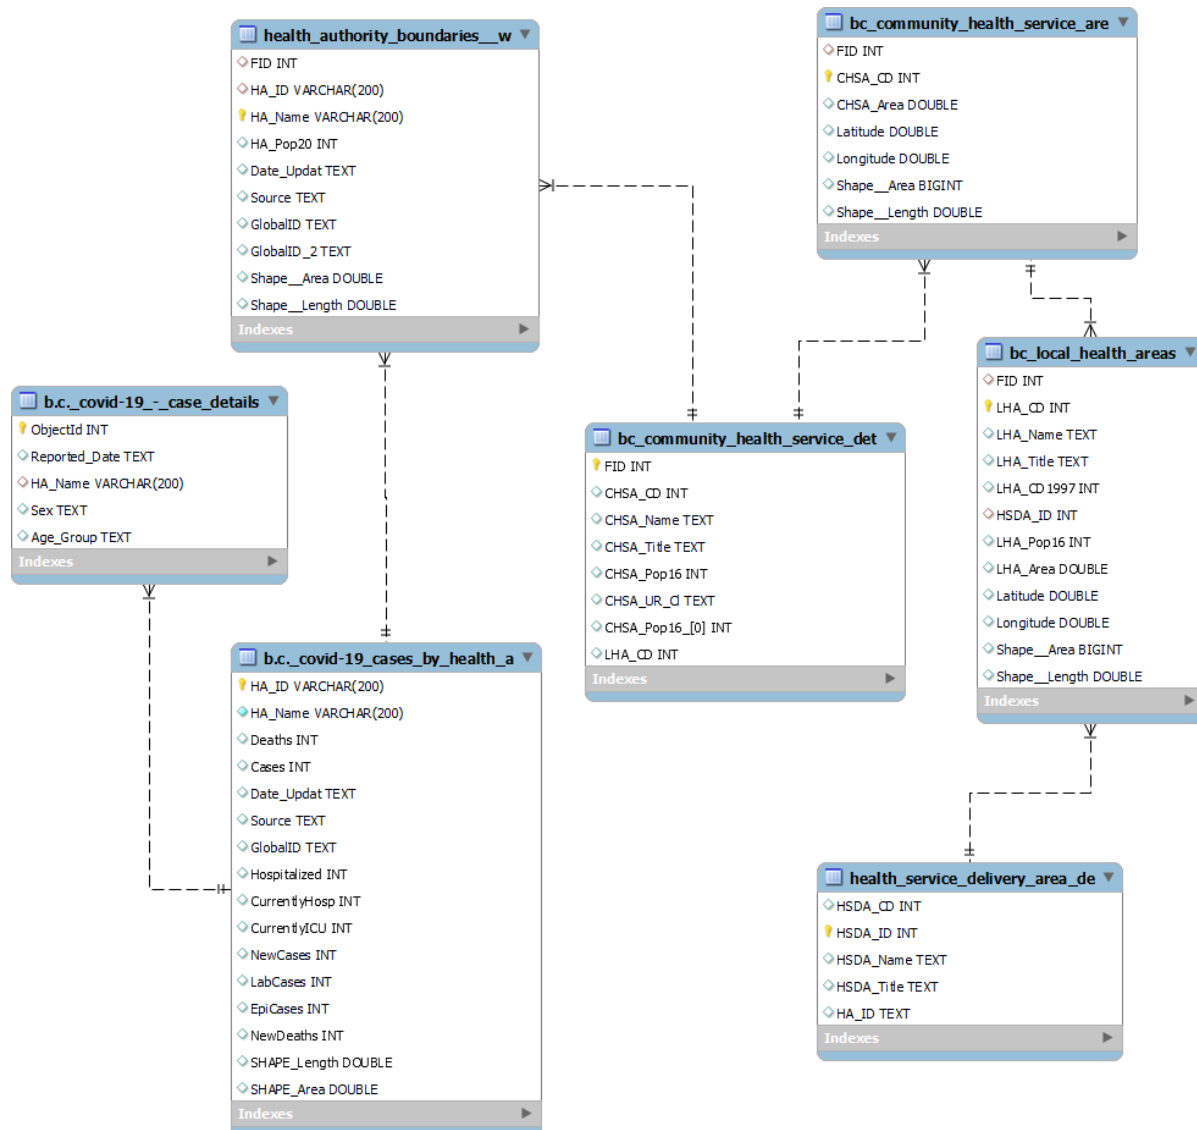 health_authority_boundaries__w
FID INT
HA_ID VARCHAR(200)
HA_Name VARCHAR(200)
HA_Pop20 INT
Date_Updat TEXT
Source TEXT
GlobalID TEXT
GlobalID_2 TEXT
Shape__Area DOUBLE
Shape__Length DOUBLE
Indexes
bc_community_health_service_are
FID INT
CHSA_CD INT
CHSA_Area DOUBLE
Latitude DOUBLE
Longitude DOUBLE
Shape__Area BIGINT
Shape__Length DOUBLE
Indexes
b.c._covid-19_-_case_details
ObjectId INT
Reported_Date TEXT
HA_Name VARCHAR(200)
Sex TEXT
Age_Group TEXT
Indexes
bc_community_health_service_det
FID INT
CHSA_CD INT
CHSA_Name TEXT
CHSA_Title TEXT
CHSA_Pop16 INT
CHSA_UR_Cl TEXT
CHSA_Pop16_[0] INT
LHA_CD INT
Indexes
bc_local_health_areas
FID INT
LHA_CD INT
LHA_Name TEXT
LHA_Title TEXT
LHA_CD1997 INT
HSDA_ID INT
LHA_Pop16 INT
LHA_Area DOUBLE
Latitude DOUBLE
Longitude DOUBLE
Shape__Area BIGINT
Shape__Length DOUBLE
Indexes
b.c._covid-19_cases_by_health_a
HA_ID VARCHAR(200)
HA_Name VARCHAR(200)
Deaths INT
Cases INT
Date_Updat TEXT
Source TEXT
GlobalID TEXT
Hospitalized INT
CurrentlyHosp INT
CurrentlyICU INT
NewCases INT
LabCases INT
EpiCases INT
NewDeaths INT
SHAPE_Length DOUBLE
SHAPE_Area DOUBLE
Indexes
health_service_delivery_area_de
HSDA_CD INT
HSDA_ID INT
HSDA_Name TEXT
HSDA_Title TEXT
HA_ID TEXT
Indexes